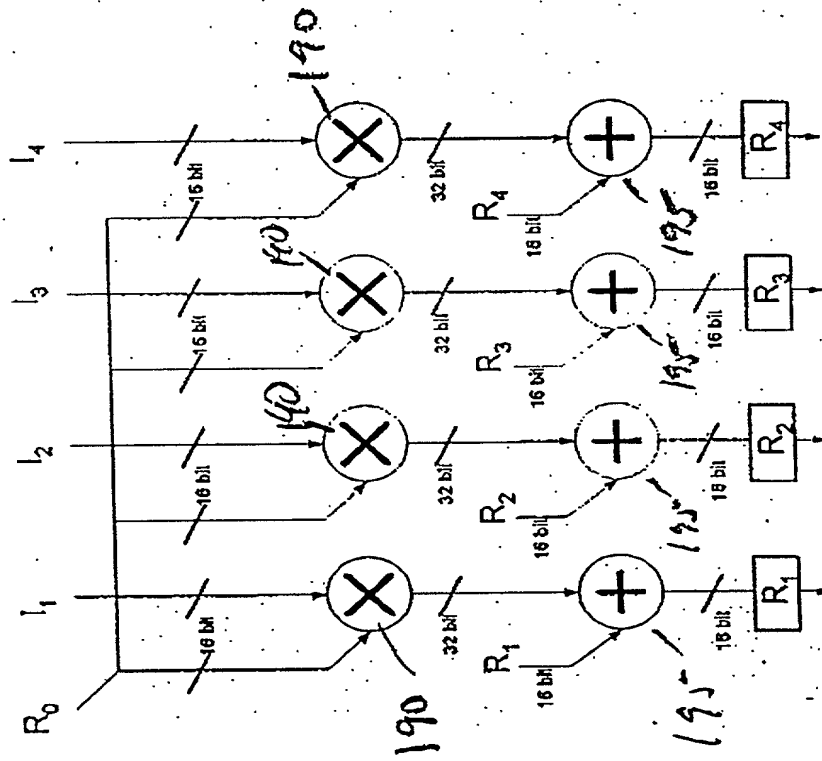 I₁ I₂ I₃ I₄
R₀
16 bit 16 bit 16 bit 16 bit
190 190 190 190
32 bit 32 bit 32 bit 32 bit
R₁ R₂ R₃ R₄
16 bit 16 bit 16 bit 16 bit
195 195 195 195
16 bit 16 bit 16 bit 16 bit
R₁ R₂ R₃ R₄